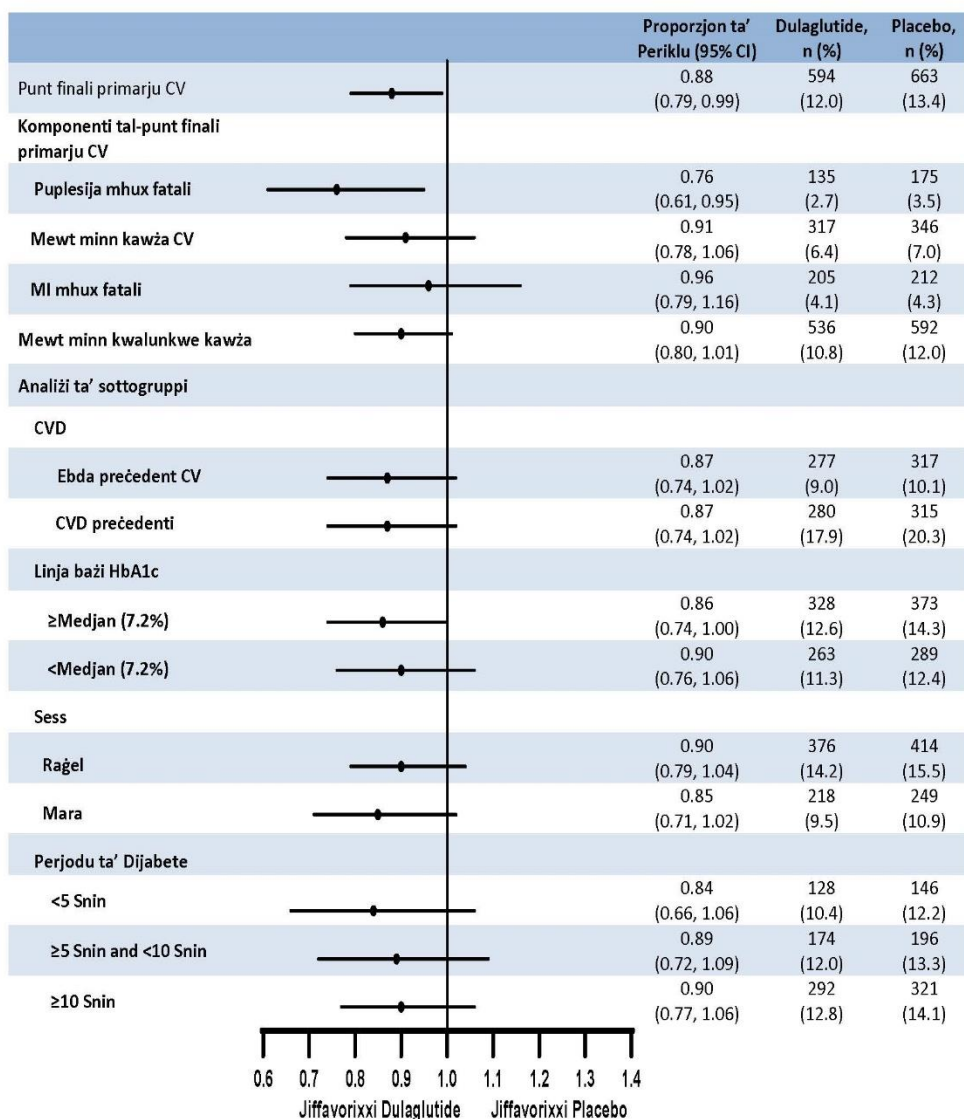 Proporzjon ta’ Periklu (95% CI) Dulaglutide, n (%) Placebo, n (%)
Punt finali primarju CV 0.88 (0.79, 0.99) 594 (12.0) 663 (13.4)
Komponenti tal-punt finali
primarju CV
Puplesija mhux fatali 0.76 (0.61, 0.95) 135 (2.7) 175 (3.5)
Mewt minn kawża CV 0.91 (0.78, 1.06) 317 (6.4) 346 (7.0)
MI mhux fatali 0.96 (0.79, 1.16) 205 (4.1) 212 (4.3)
Mewt minn kwalunkwe kawża 0.90 (0.80, 1.01) 536 (10.8) 592 (12.0)
Analiżi ta’ sottogruppi
CVD
Ebda preċedent CV 0.87 (0.74, 1.02) 277 (9.0) 317 (10.1)
CVD preċedenti 0.87 (0.74, 1.02) 280 (17.9) 315 (20.3)
Linja bażi HbA1c
≥Medjan (7.2%) 0.86 (0.74, 1.00) 328 (12.6) 373 (14.3)
<Medjan (7.2%) 0.90 (0.76, 1.06) 263 (11.3) 289 (12.4)
Sess
Raġel 0.90 (0.79, 1.04) 376 (14.2) 414 (15.5)
Mara 0.85 (0.71, 1.02) 218 (9.5) 249 (10.9)
Perjodu ta’ Dijabete
<5 Snin 0.84 (0.66, 1.06) 128 (10.4) 146 (12.2)
≥5 Snin and <10 Snin 0.89 (0.72, 1.09) 174 (12.0) 196 (13.3)
≥10 Snin 0.90 (0.77, 1.06) 292 (12.8) 321 (14.1)
0.6 0.7 0.8 0.9 1.0 1.1 1.2 1.3 1.4
Jiffavorixxi Dulaglutide Jiffavorixxi Placebo